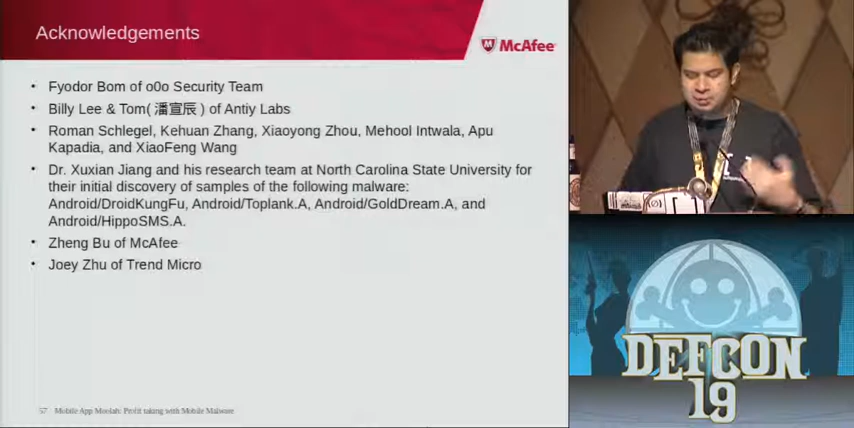 Acknowledgements
McAfee
• Fyodor Bom of o0o Security Team
• Billy Lee & Tom( 潘宣辰 ) of Antiy Labs
• Roman Schlegel, Kehuan Zhang, Xiaoyong Zhou, Mehool Intwala, Apu
Kapadia, and XiaoFeng Wang
• Dr. Xuxian Jiang and his research team at North Carolina State University for
their initial discovery of samples of the following malware:
Android/DroidKungFu, Android/Toplank.A, Android/GoldDream.A, and
Android/HippoSMS.A.
• Zheng Bu of McAfee
• Joey Zhu of Trend Micro
57 Mobile App Moolah: Profit taking with Mobile Malware
DEFCON
19